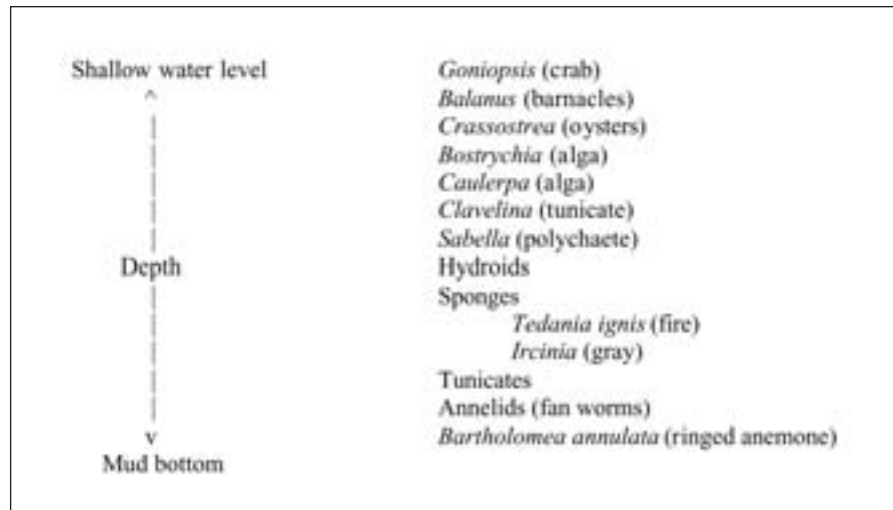 Shallow water level
^
|
|
|
|
|
|
Depth
|
|
|
|
|
|
v
Mud bottom
Goniopsis (crab)
Balanus (barnacles)
Crassostrea (oysters)
Bostrychia (alga)
Caulerpa (alga)
Clavelina (tunicate)
Sabella (polychaete)
Hydroids
Sponges
Tedania ignis (fire)
Ircinia (gray)
Tunicates
Annelids (fan worms)
Bartholomea annulata (ringed anemone)